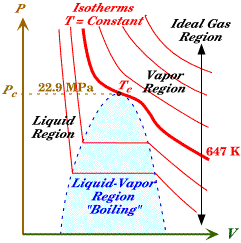 P
Isotherms
T = Constant
Ideal Gas
Region
Pc
22.9 MPa
Tc
Vapor
Region
Liquid
Region
647 K
Liquid-Vapor
Region
"Boiling"
V